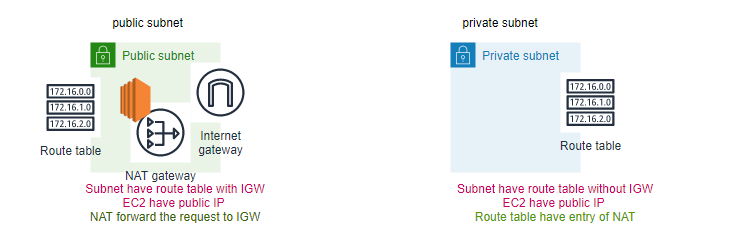 public subnet
Public subnet
172.16.0.0
172.16.1.0
172.16.2.0
Route table
Internet
gateway
NAT gateway
Subnet have route table with IGW
EC2 have public IP
NAT forward the request to IGW
private subnet
Private subnet
172.16.0.0
172.16.1.0
172.16.2.0
Route table
Subnet have route table without IGW
EC2 have public IP
Route table have entry of NAT